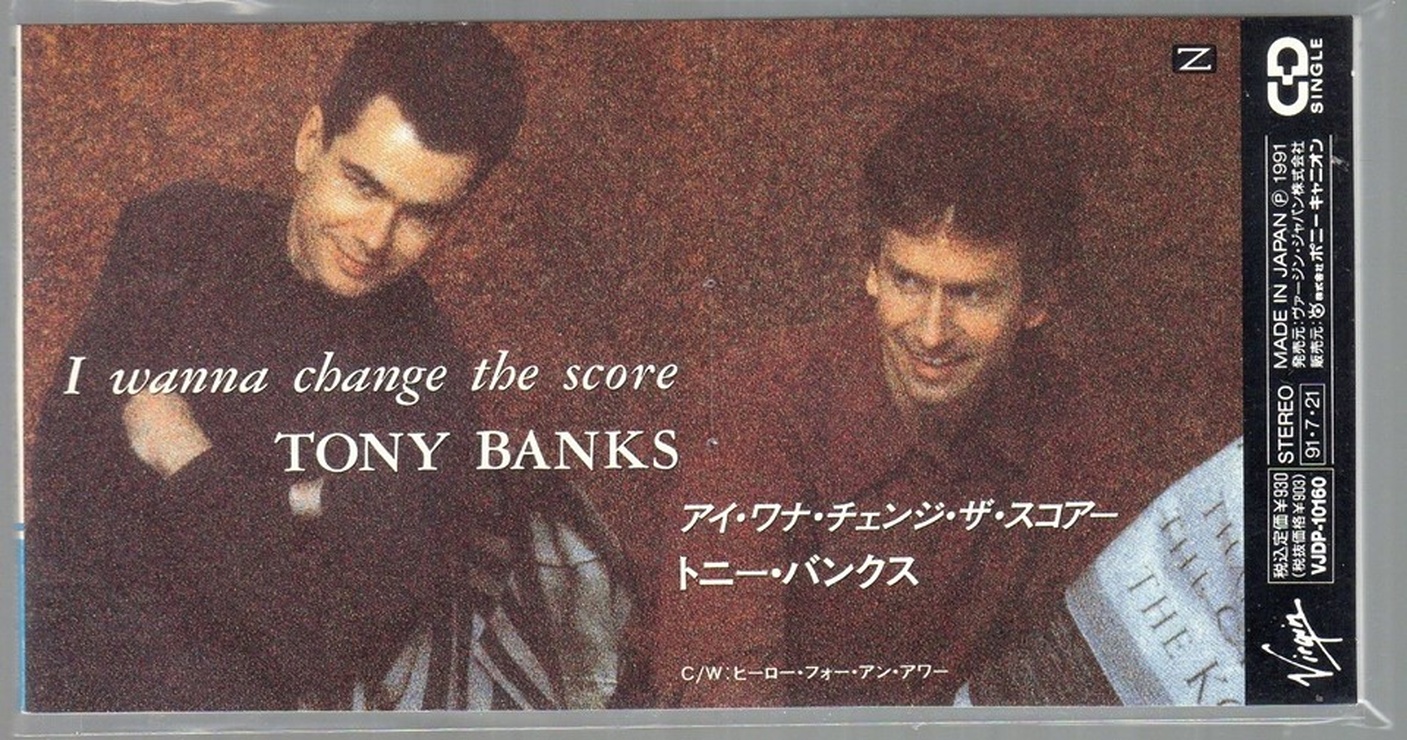 I wanna change the score
TONY BANKS
アイ・ワナ・チェンジ・ザ・スコアー
トニー・バンクス
C/W:ヒーロー・フォー・アン・アワー
N
CD
SINGLE
MADE IN JAPAN Ⓟ 1991
発売元:ヴァージン・ジャパン株式会社
販売元:株式会社ポニーキャニオン
STEREO
91・7・21
税込定価¥930
(税抜価格¥903)
VJDP-10160
Virgin
THE
THE K